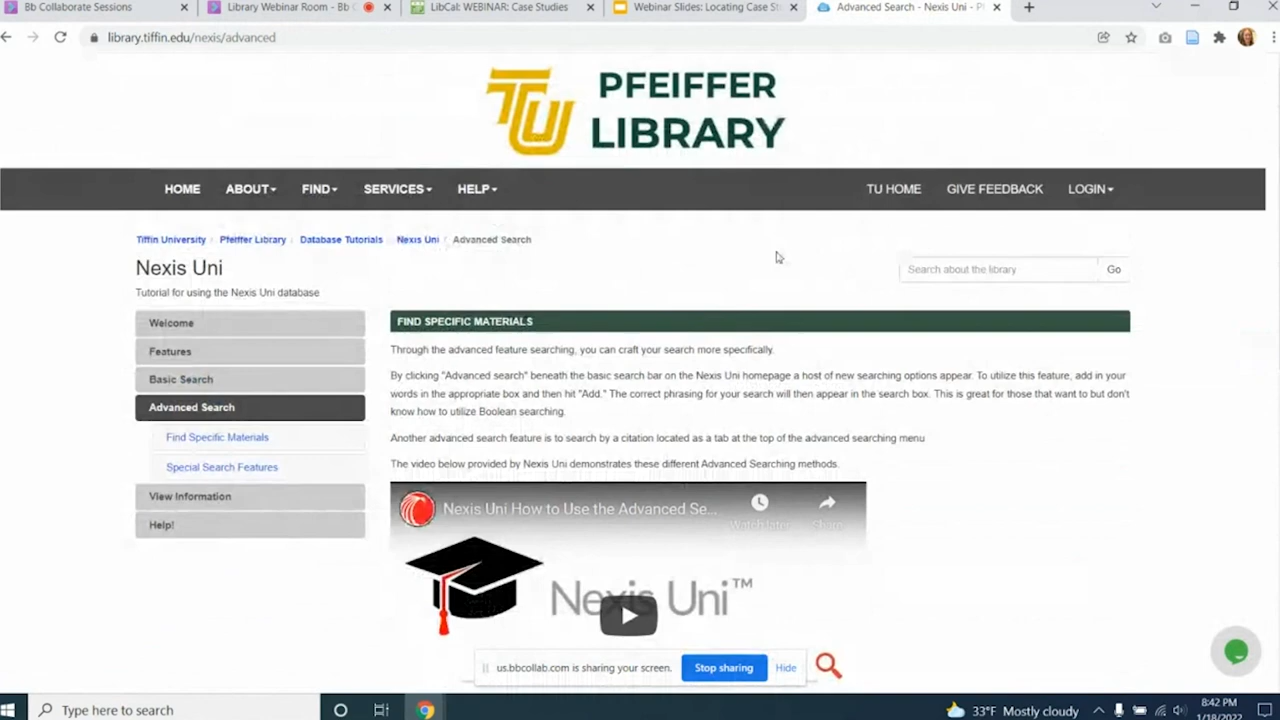 Bb Collaborate Sessions
Library Webinar Room - Bb C
LibCal: WEBINAR: Case Studies
Webinar Slides: Locating Case St
Advanced Search - Nexis Uni - P
library.tiffin.edu/nexis/advanced
TU PFEIFFER
LIBRARY
HOME ABOUT FIND SERVICES HELP TU HOME GIVE FEEDBACK LOGIN
Tiffin University / Pfeiffer Library / Database Tutorials / Nexis Uni / Advanced Search
Nexis Uni
Search about the library Go
Tutorial for using the Nexis Uni database
Welcome
Features
Basic Search
Advanced Search
Find Specific Materials
Special Search Features
View Information
Help!
FIND SPECIFIC MATERIALS
Through the advanced feature searching, you can craft your search more specifically.
By clicking "Advanced search" beneath the basic search bar on the Nexis Uni homepage a host of new searching options appear. To utilize this feature, add in your
words in the appropriate box and then hit "Add." The correct phrasing for your search will then appear in the search box. This is great for those that want to but don't
know how to utilize Boolean searching.
Another advanced search feature is to search by a citation located as a tab at the top of the advanced searching menu
The video below provided by Nexis Uni demonstrates these different Advanced Searching methods.
Nexis Uni How to Use the Advanced Se...
Watch later Share
Nexis Uni™
us.bbcollab.com is sharing your screen. Stop sharing Hide
Type here to search
33°F Mostly cloudy
8:42 PM
1/18/2022